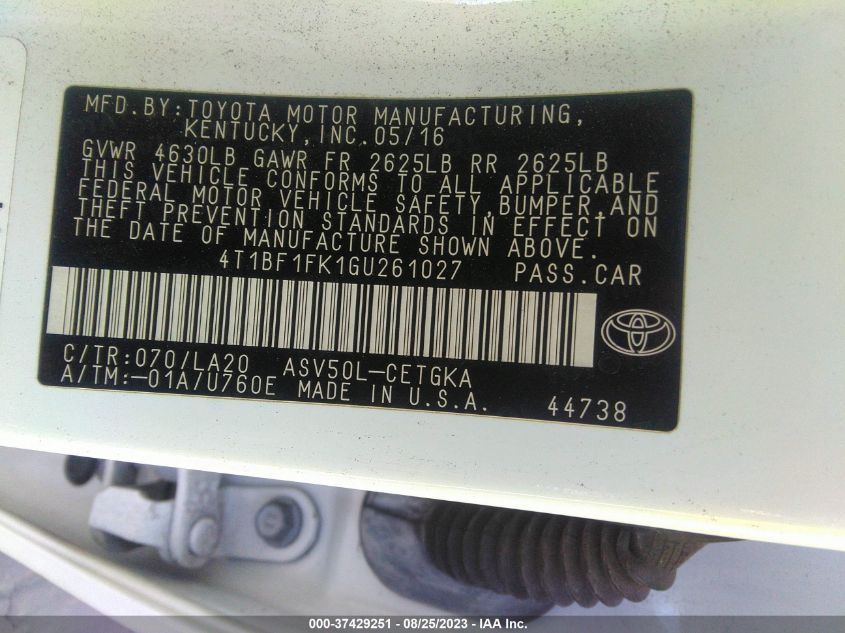 MFD.BY:TOYOTA MOTOR MANUFACTURING,
KENTUCKY,INC.05/16
GVWR 4630LB GAWR FR 2625LB RR 2625LB
THIS VEHICLE CONFORMS TO ALL APPLICABLE
FEDERAL MOTOR VEHICLE SAFETY,BUMPER,AND
THEFT PREVENTION STANDARDS IN EFFECT ON
THE DATE OF MANUFACTURE SHOWN ABOVE.
4T1BF1FK1GU261027 PASS.CAR
C/TR:070/LA20 ASV50L-CETGKA
A/TM:-01A/U760E MADE IN U.S.A. 44738
000-37429251 - 08/25/2023 - IAA Inc.